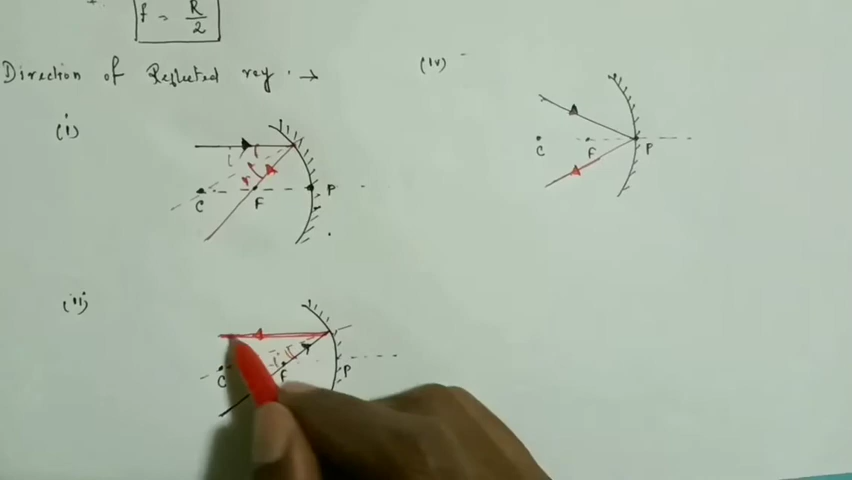 f = R/2
Direction of Reflected ray. →
(i)
i r
r
C F P
(ii)
i r
C F P
(iv)
C F P